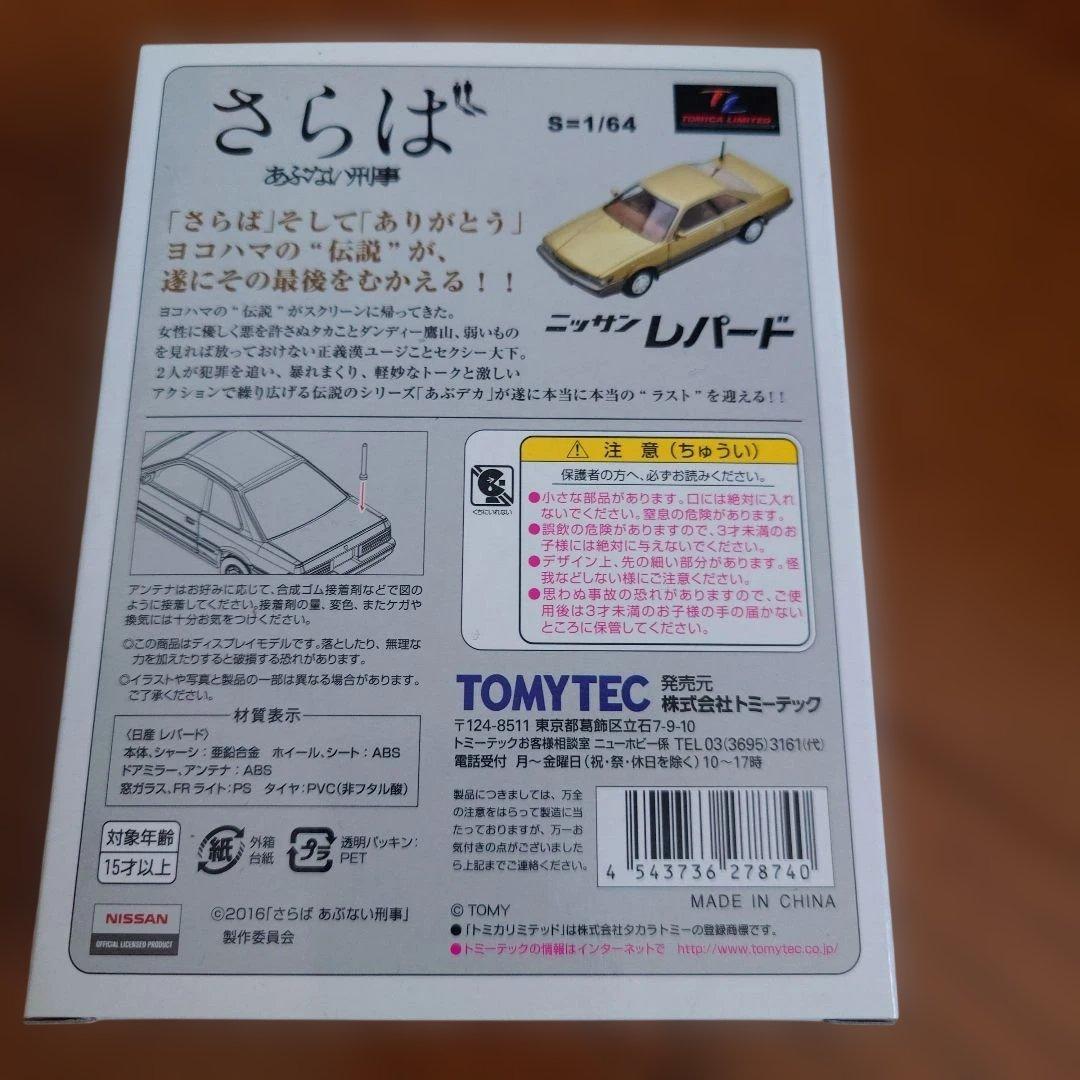 さらば
あぶない刑事
S=1/64
TL
TOMICA LIMITED
「さらば」そして「ありがとう」
ヨコハマの“伝説”が、
遂にその最後をむかえる！！
ニッサン レパード
ヨコハマの“伝説”がスクリーンに帰ってきた。
女性に優しく悪を許さぬタカことダンディー鷹山、弱いもの
を見れば放っておけない正義漢ユージことセクシー大下。
2人が犯罪を追い、暴れまくり、軽妙なトークと激しい
アクションで繰り広げる伝説のシリーズ「あぶデカ」が遂に本当に本当の“ラスト”を迎える！！
アンテナはお好みに応じて、合成ゴム接着剤などで図の
ように接着してください。接着剤の量、変色、またケガや
換気には十分お気をつけください。
◎この商品はディスプレイモデルです。落としたり、無理な
力を加えたりすると破損する恐れがあります。
◎イラストや写真と製品の一部は異なる場合があります。
ご了承ください。
材質表示
〈日産 レパード〉
本体、シャーシ：亜鉛合金 ホイール、シート：ABS
ドアミラー、アンテナ：ABS
窓ガラス、FRライト：PS タイヤ：PVC(非フタル酸)
対象年齢
15才以上
紙
外箱
台紙
プラ
透明パッキン：
PET
NISSAN
OFFICIAL LICENSED PRODUCT
©2016「さらば あぶない刑事」
製作委員会
くちにいれない
⚠ 注 意（ちゅうい）
保護者の方へ、必ずお読みください。
●小さな部品があります。口には絶対に入れ
ないでください。窒息の危険があります。
●誤飲の危険がありますので、3才未満のお
子様には絶対に与えないでください。
●デザイン上、先の細い部分があります。怪
我などしない様にご注意ください。
●思わぬ事故の恐れがありますので、ご使
用後は3才未満のお子様の手の届かない
ところに保管してください。
TOMYTEC
発売元
株式会社トミーテック
〒124-8511 東京都葛飾区立石7-9-10
トミーテックお客様相談室 ニューホビー係 TEL 03(3695)3161(代)
電話受付 月～金曜日(祝・祭・休日を除く)10～17時
製品につきましては、万全
の注意をはらって製造に当
たっておりますが、万一お
気付きの点がございました
ら上記までご連絡ください。
4 543736 278740
MADE IN CHINA
© TOMY
●「トミカリミテッド」は株式会社タカラトミーの登録商標です。
●トミーテックの情報はインターネットで http://www.tomytec.co.jp/